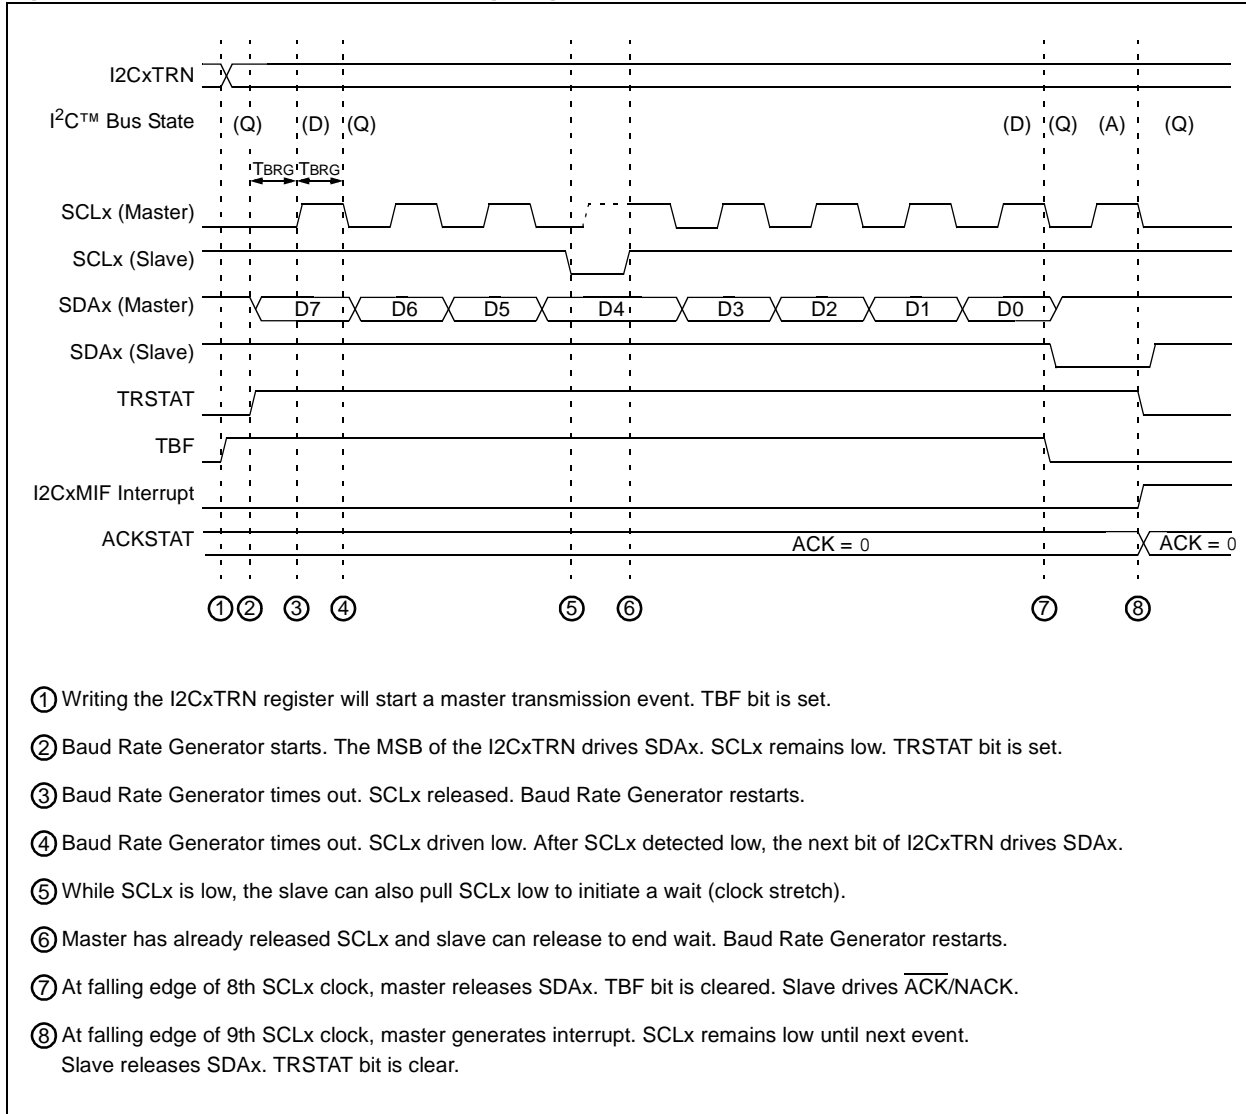 I2CxTRN
I²C™ Bus State (Q) (D) (Q) (D) (Q) (A) (Q)
TBRG TBRG
SCLx (Master)
SCLx (Slave)
SDAx (Master) D7 D6 D5 D4 D3 D2 D1 D0
SDAx (Slave)
TRSTAT
TBF
I2CxMIF Interrupt
ACKSTAT ACK = 0 ACK = 0
① ② ③ ④ ⑤ ⑥ ⑦ ⑧
① Writing the I2CxTRN register will start a master transmission event. TBF bit is set.
② Baud Rate Generator starts. The MSB of the I2CxTRN drives SDAx. SCLx remains low. TRSTAT bit is set.
③ Baud Rate Generator times out. SCLx released. Baud Rate Generator restarts.
④ Baud Rate Generator times out. SCLx driven low. After SCLx detected low, the next bit of I2CxTRN drives SDAx.
⑤ While SCLx is low, the slave can also pull SCLx low to initiate a wait (clock stretch).
⑥ Master has already released SCLx and slave can release to end wait. Baud Rate Generator restarts.
⑦ At falling edge of 8th SCLx clock, master releases SDAx. TBF bit is cleared. Slave drives A̅C̅K̅/NACK.
⑧ At falling edge of 9th SCLx clock, master generates interrupt. SCLx remains low until next event.
Slave releases SDAx. TRSTAT bit is clear.